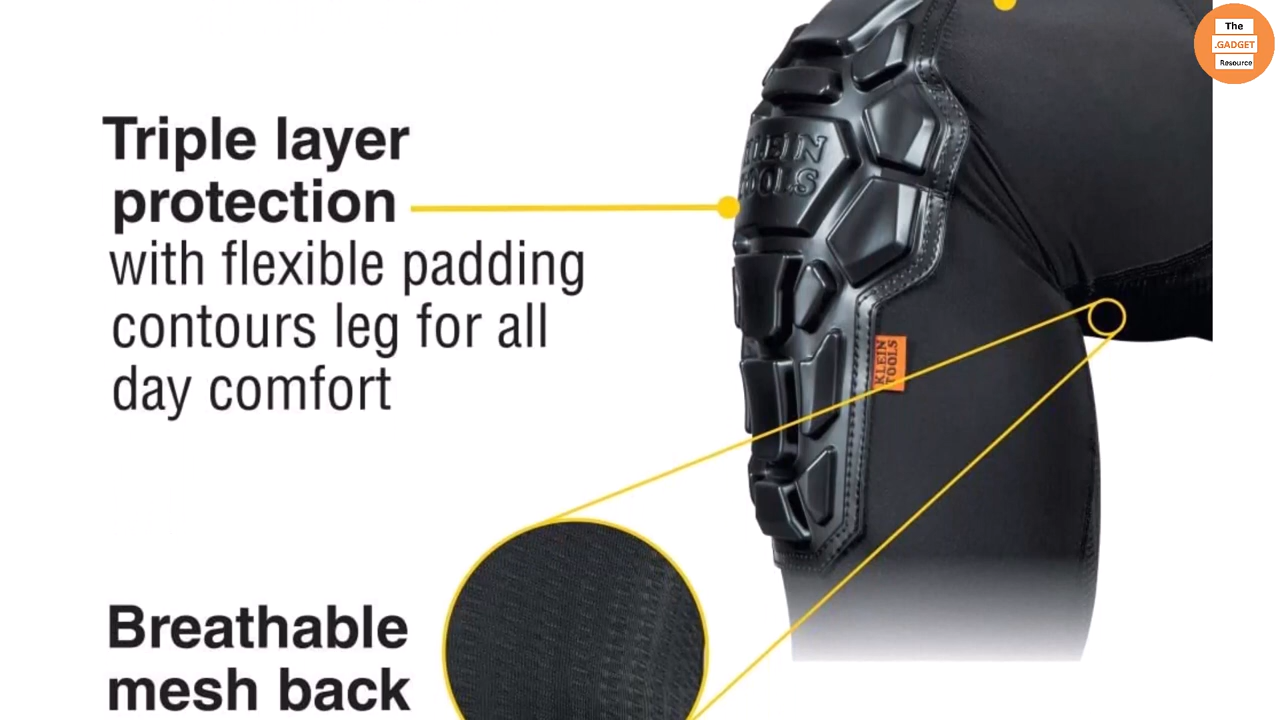 The
.GADGET
Resource
Triple layer
protection
with flexible padding
contours leg for all
day comfort
KLEIN
TOOLS
KLEIN
TOOLS
Breathable
mesh back